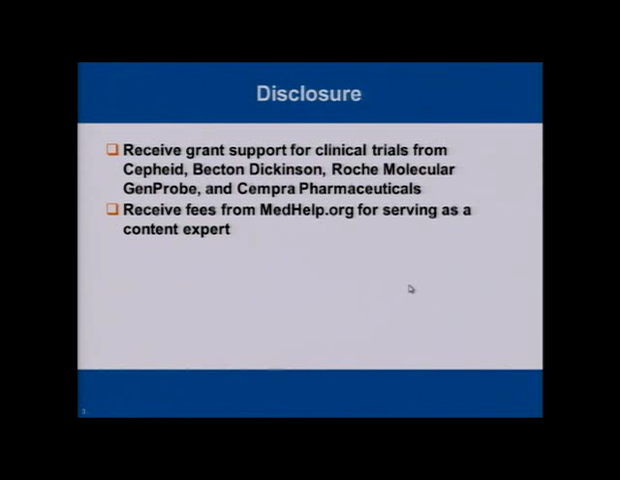 Disclosure
Receive grant support for clinical trials from
Cepheid, Becton Dickinson, Roche Molecular
GenProbe, and Cempra Pharmaceuticals
Receive fees from MedHelp.org for serving as a
content expert
3